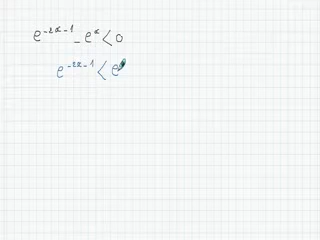 e^{-2x-1} - e^x < 0
e^{-2x-1} < e